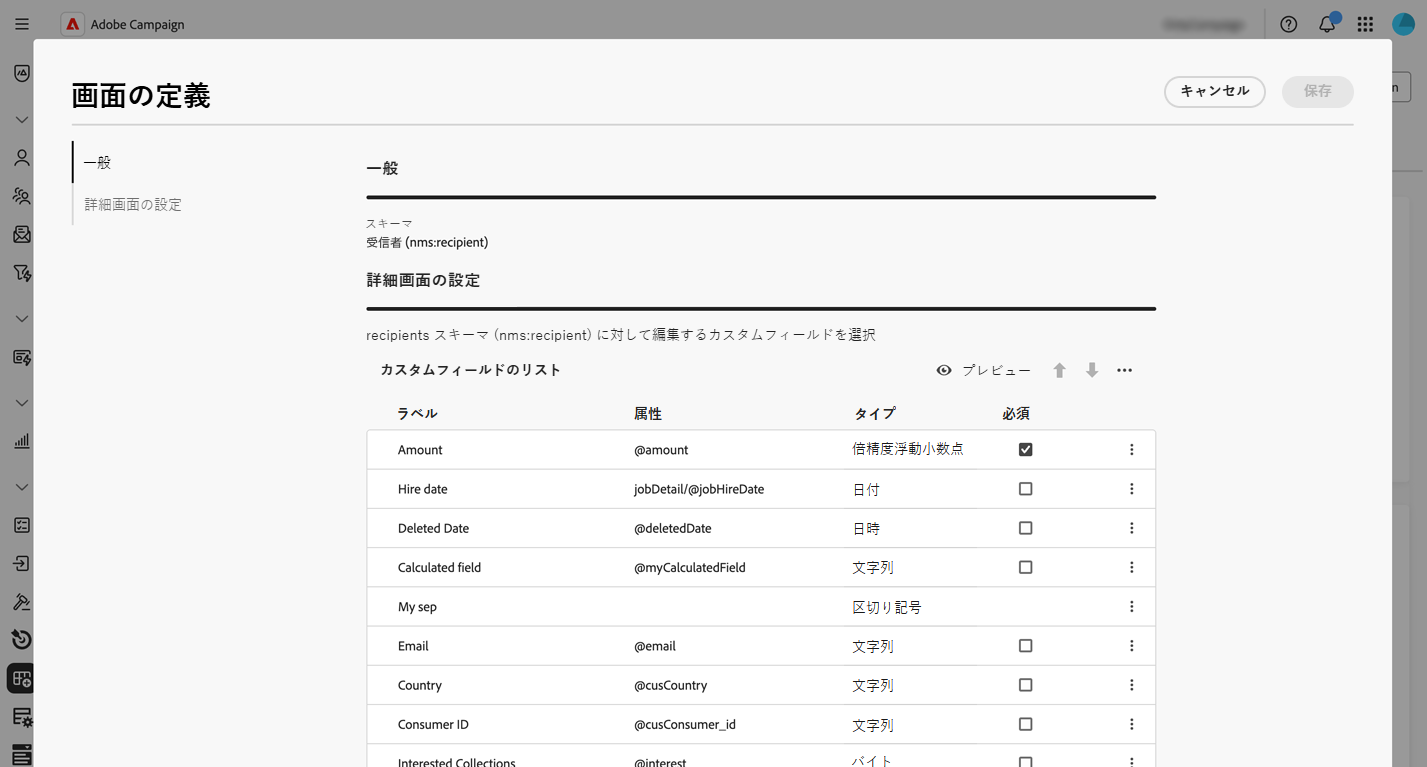 Adobe Campaign
画面の定義
キャンセル
保存
n
一般
詳細画面の設定
一般
スキーマ
受信者 (nms:recipient)
詳細画面の設定
recipients スキーマ (nms:recipient) に対して編集するカスタムフィールドを選択
カスタムフィールドのリスト
プレビュー
ラベル 属性 タイプ 必須
Amount @amount 倍精度浮動小数点
Hire date jobDetail/@jobHireDate 日付
Deleted Date @deletedDate 日時
Calculated field @myCalculatedField 文字列
My sep 区切り記号
Email @email 文字列
Country @cusCountry 文字列
Consumer ID @cusConsumer_id 文字列
Interested Collections @interest バイト